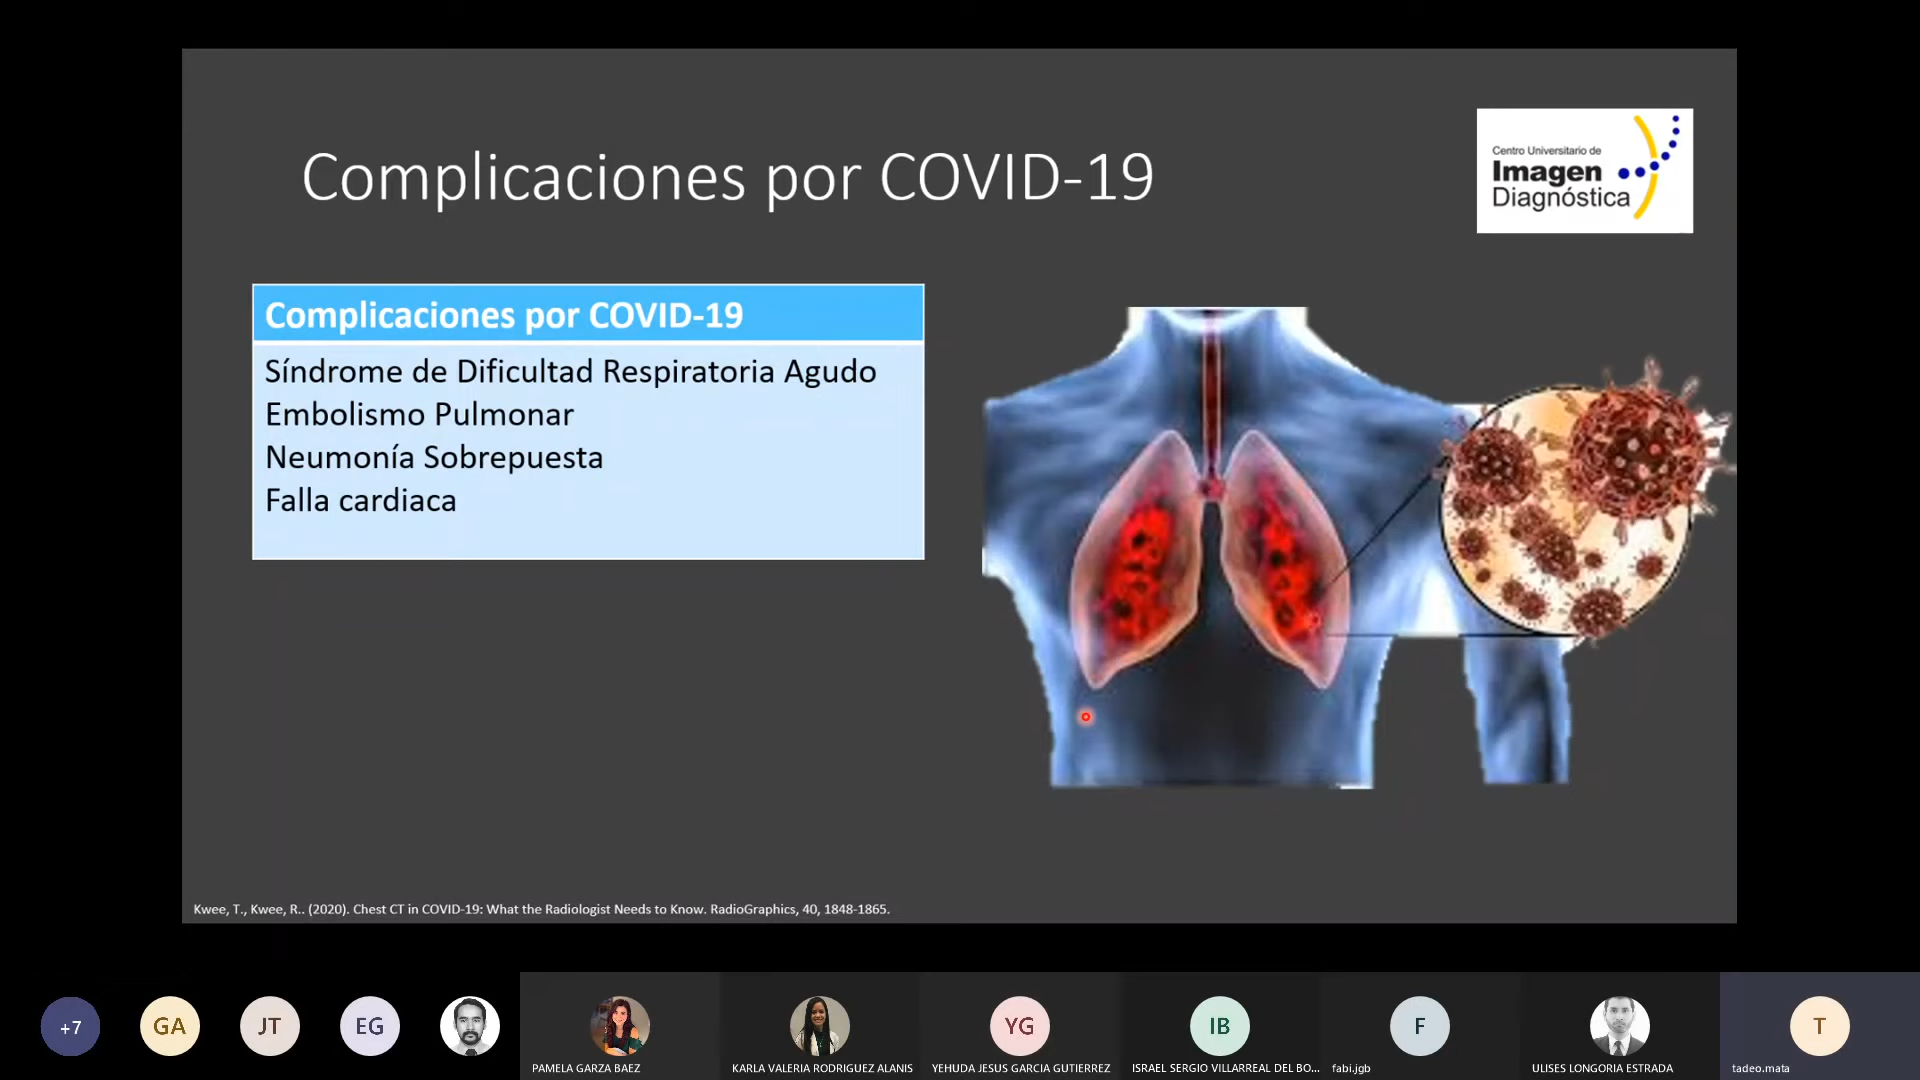 Complicaciones por COVID-19
Centro Universitario de
Imagen
Diagnóstica
Complicaciones por COVID-19
Síndrome de Dificultad Respiratoria Agudo
Embolismo Pulmonar
Neumonía Sobrepuesta
Falla cardiaca
Kwee, T., Kwee, R.. (2020). Chest CT in COVID-19: What the Radiologist Needs to Know. RadioGraphics, 40, 1848-1865.
+7
GA
JT
EG
YG
IB
F
T
PAMELA GARZA BAEZ
KARLA VALERIA RODRIGUEZ ALANIS
YEHUDA JESUS GARCIA GUTIERREZ
ISRAEL SERGIO VILLARREAL DEL BO...
fabi.jgb
ULISES LONGORIA ESTRADA
tadeo.mata